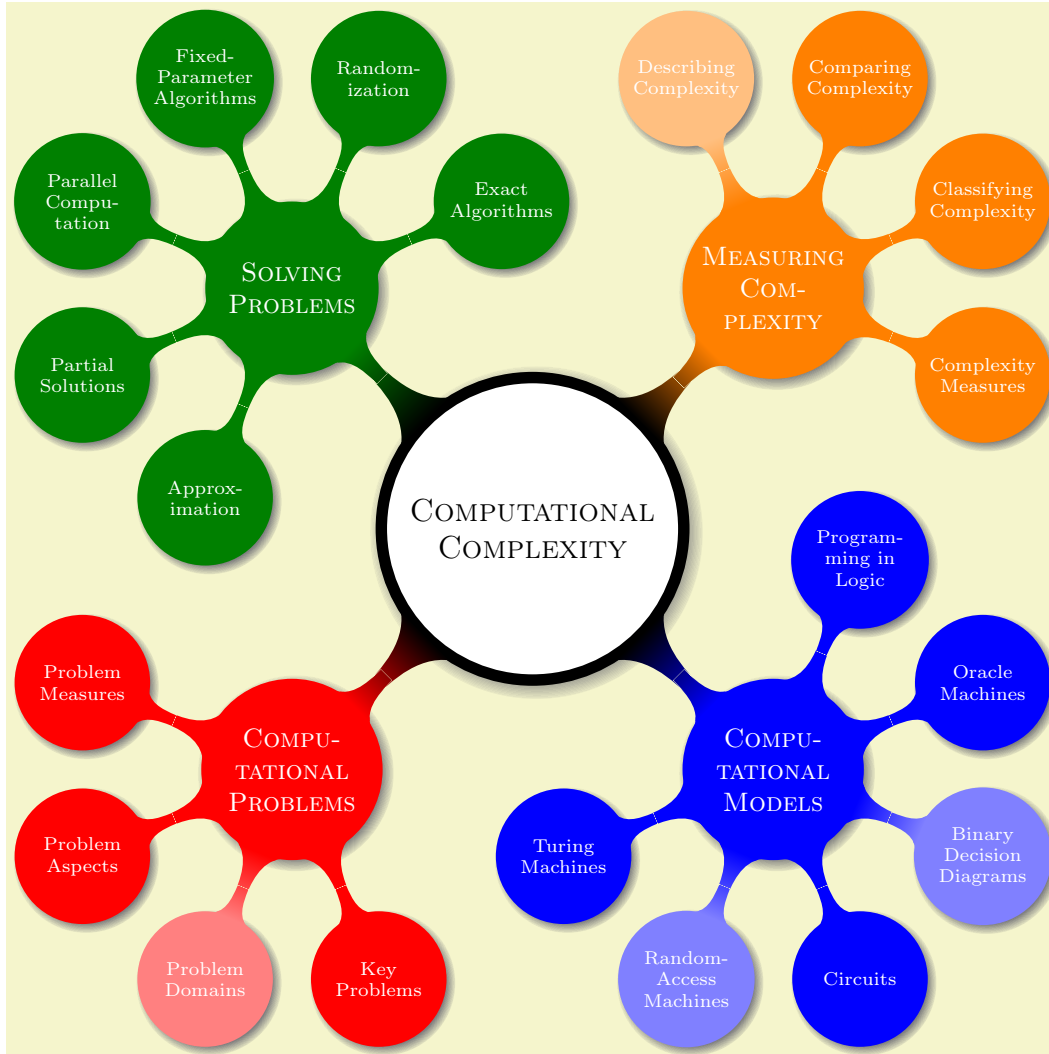 COMPUTATIONAL
COMPLEXITY
SOLVING
PROBLEMS
Fixed-
Parameter
Algorithms
Random-
ization
Parallel
Compu-
tation
Exact
Algorithms
Partial
Solutions
Approx-
imation
MEASURING
COM-
PLEXITY
Describing
Complexity
Comparing
Complexity
Classifying
Complexity
Complexity
Measures
COMPU-
TATIONAL
PROBLEMS
Problem
Measures
Problem
Aspects
Problem
Domains
Key
Problems
COMPU-
TATIONAL
MODELS
Programm-
ming in
Logic
Oracle
Machines
Turing
Machines
Binary
Decision
Diagrams
Random-
Access
Machines
Circuits